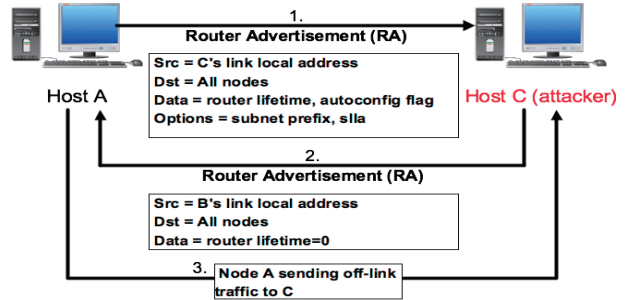 1.
Router Advertisement (RA)
Src = C's link local address
Dst = All nodes
Data = router lifetime, autoconfig flag
Options = subnet prefix, slla
Host A
Host C (attacker)
2.
Router Advertisement (RA)
Src = B's link local address
Dst = All nodes
Data = router lifetime=0
3.
Node A sending off-link
traffic to C